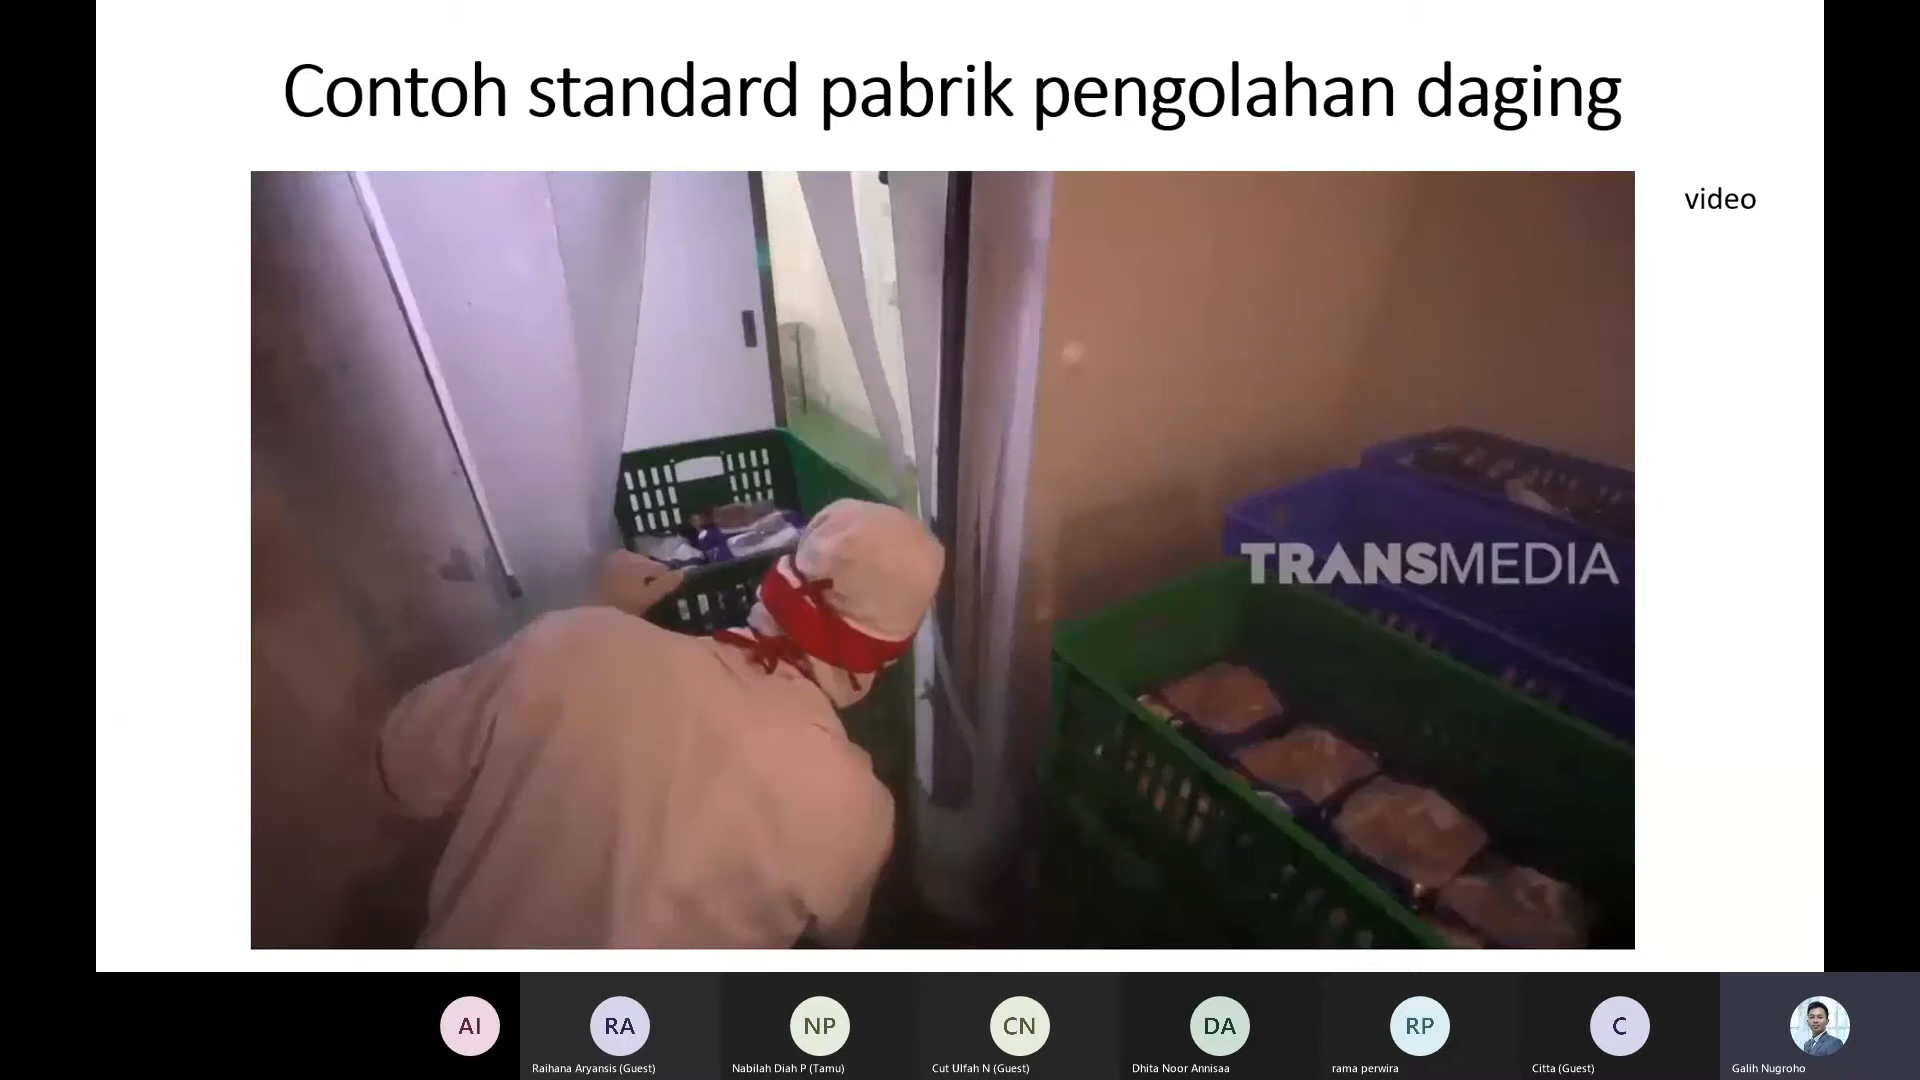 Contoh standard pabrik pengolahan daging
video
TRANSMEDIA
AI
RA
NP
CN
DA
RP
C
Raihana Aryansis (Guest)
Nabilah Diah P (Tamu)
Cut Ulfah N (Guest)
Dhita Noor Annisaa
rama perwira
Citta (Guest)
Galih Nugroho